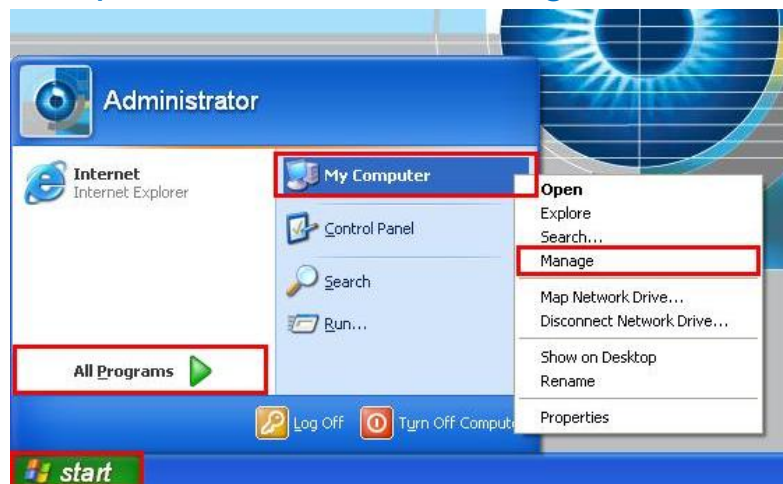 Administrator
Internet
Internet Explorer
My Computer
Control Panel
Search
Run...
All Programs
Log Off
Turn Off Compute
start
Open
Explore
Search...
Manage
Map Network Drive...
Disconnect Network Drive...
Show on Desktop
Rename
Properties